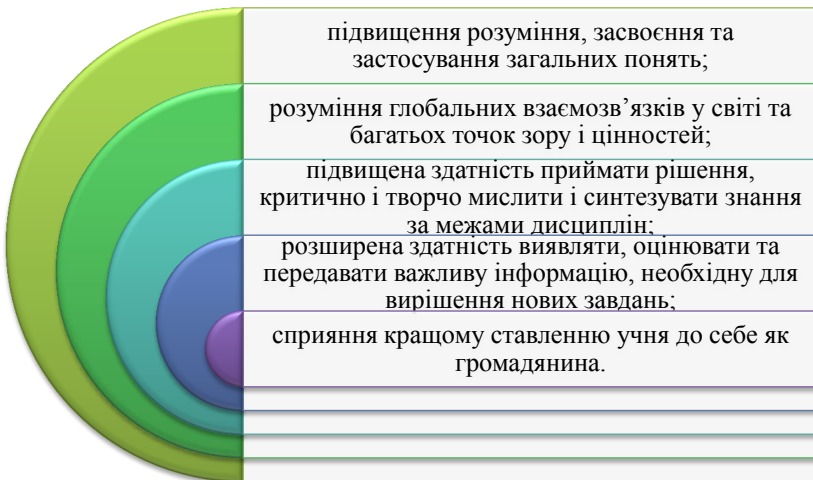 підвищення розуміння, засвоєння та
застосування загальних понять;
розуміння глобальних взаємозв’язків у світі та
багатьох точок зору і цінностей;
підвищена здатність приймати рішення,
критично і творчо мислити і синтезувати знання
за межами дисциплін;
розширена здатність виявляти, оцінювати та
передавати важливу інформацію, необхідну для
вирішення нових завдань;
сприяння кращому ставленню учня до себе як
громадянина.